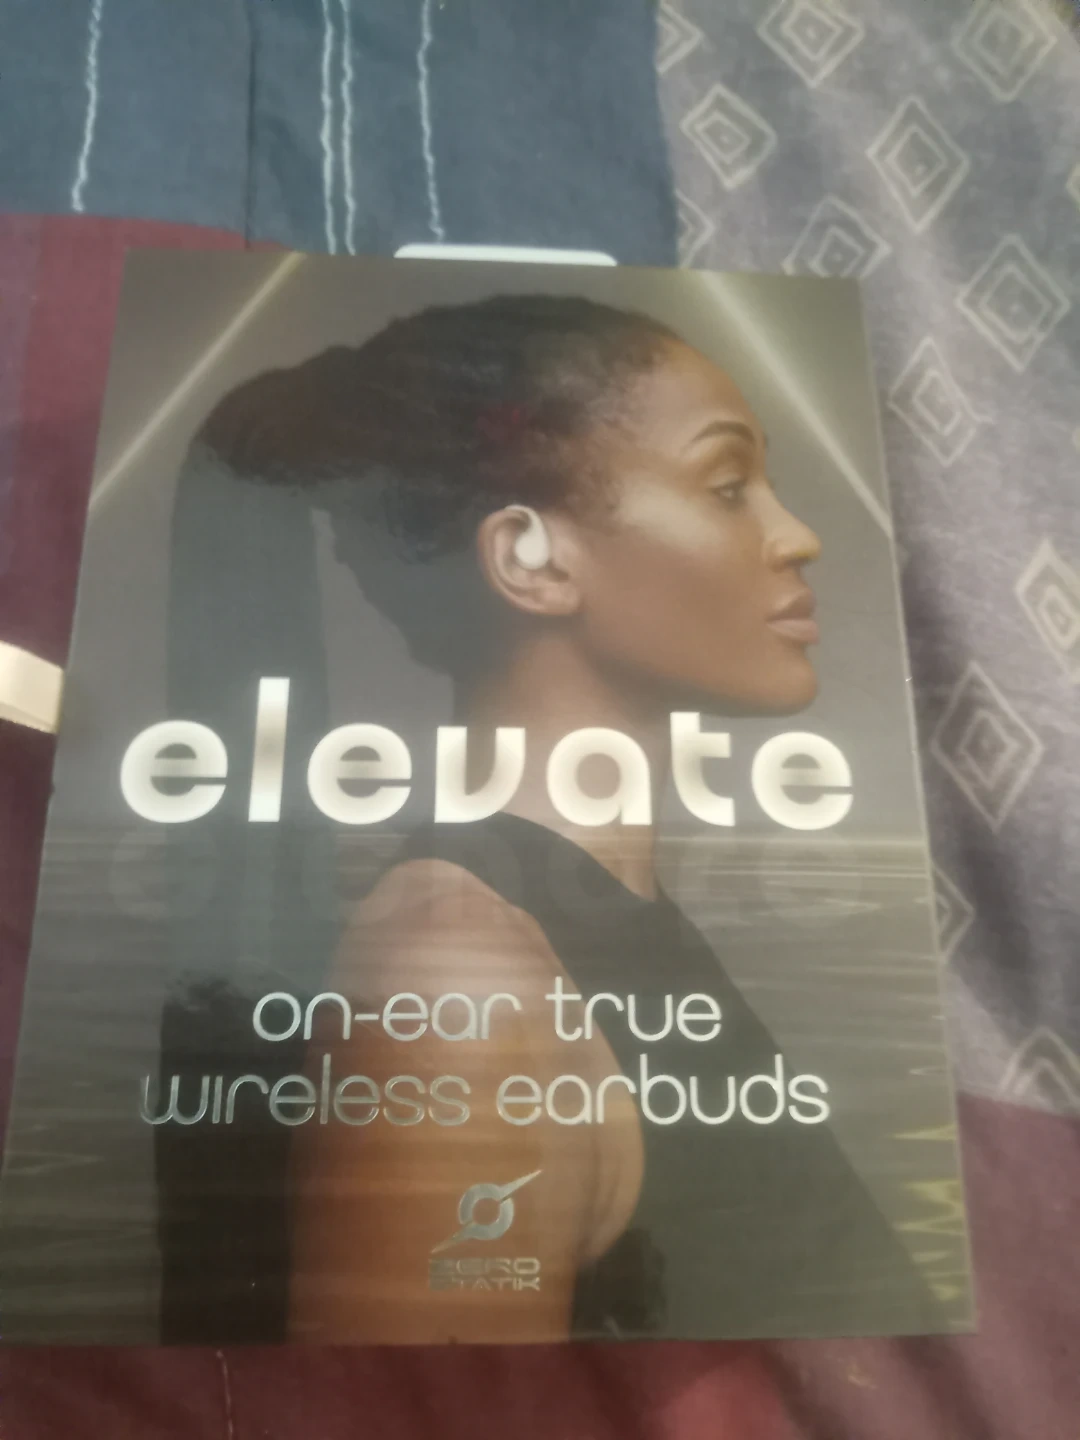 elevate
on-ear true
wireless earbuds
ZERO
STATIK